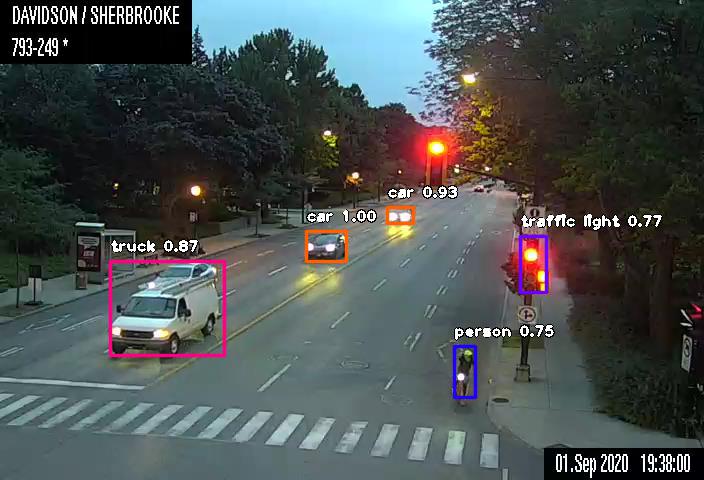 DAVIDSON / SHERBROOKE
793-249 *
car 0.93
car 1.00
traffic light 0.77
truck 0.87
person 0.75
01.Sep 2020 19:38:00